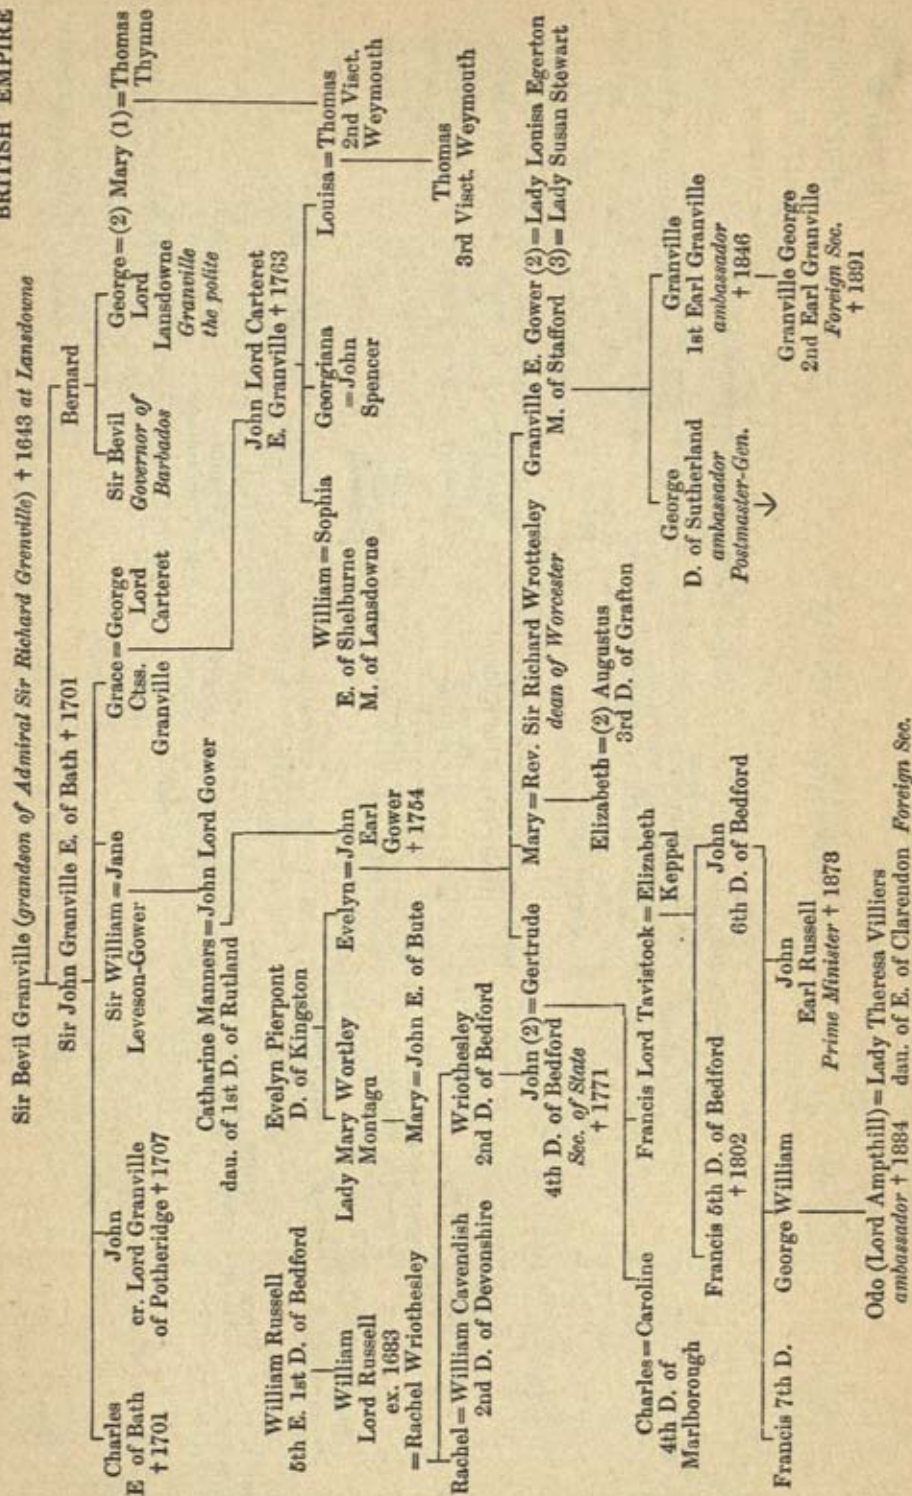 BRITISH EMPIRE
Sir Bevil Granville (grandson of Admiral Sir Richard Grenville) † 1643 at Lansdowne
Sir John Granville E. of Bath † 1701
Bernard
Charles
E of Bath
† 1701
John
cr. Lord Granville
of Potheridge † 1707
Sir William = Jane
Leveson-Gower
Grace = George
Ctss. Lord
Granville Carteret
Sir Bevil
Governor of
Barbados
George = (2) Mary (1) = Thomas
Lord Thynne
Lansdowne
Granville
the polite
Catharine Manners = John Lord Gower
dau. of 1st D. of Rutland
John Lord Carteret
E. Granville † 1763
William Russell
5th E. 1st D. of Bedford
Evelyn Pierpont
D. of Kingston
William = Sophia
E. of Shelburne
M. of Lansdowne
Georgiana
= John
Spencer
Louisa = Thomas
2nd Visct.
Weymouth
William
Lord Russell
ex. 1683
= Rachel Wriothesley
Lady Mary Wortley
Montagu
Evelyn = John
Earl
Gower
† 1754
Mary = John E. of Bute
Thomas
3rd Visct. Weymouth
Rachel = William Cavendish
2nd D. of Devonshire
Wriothesley
2nd D. of Bedford
John (2) = Gertrude
4th D. of Bedford
Sec. of State
† 1771
Mary = Rev. Sir Richard Wrottesley
dean of Worcester
Granville E. Gower (2) = Lady Louisa Egerton
M. of Stafford (3) = Lady Susan Stewart
Elizabeth = (2) Augustus
3rd D. of Grafton
Charles = Caroline
4th D. of
Marlborough
Francis Lord Tavistock = Elizabeth
Keppel
George
D. of Sutherland
ambassador
Postmaster-Gen.
Granville
1st Earl Granville
ambassador
† 1846
Francis 5th D. of Bedford
† 1802
John
6th D. of Bedford
Granville George
2nd Earl Granville
Foreign Sec.
† 1891
Francis 7th D.
George William
John
Earl Russell
Prime Minister † 1878
Odo (Lord Ampthill) = Lady Theresa Villiers
ambassador † 1884 dau. of E. of Clarendon Foreign Sec.